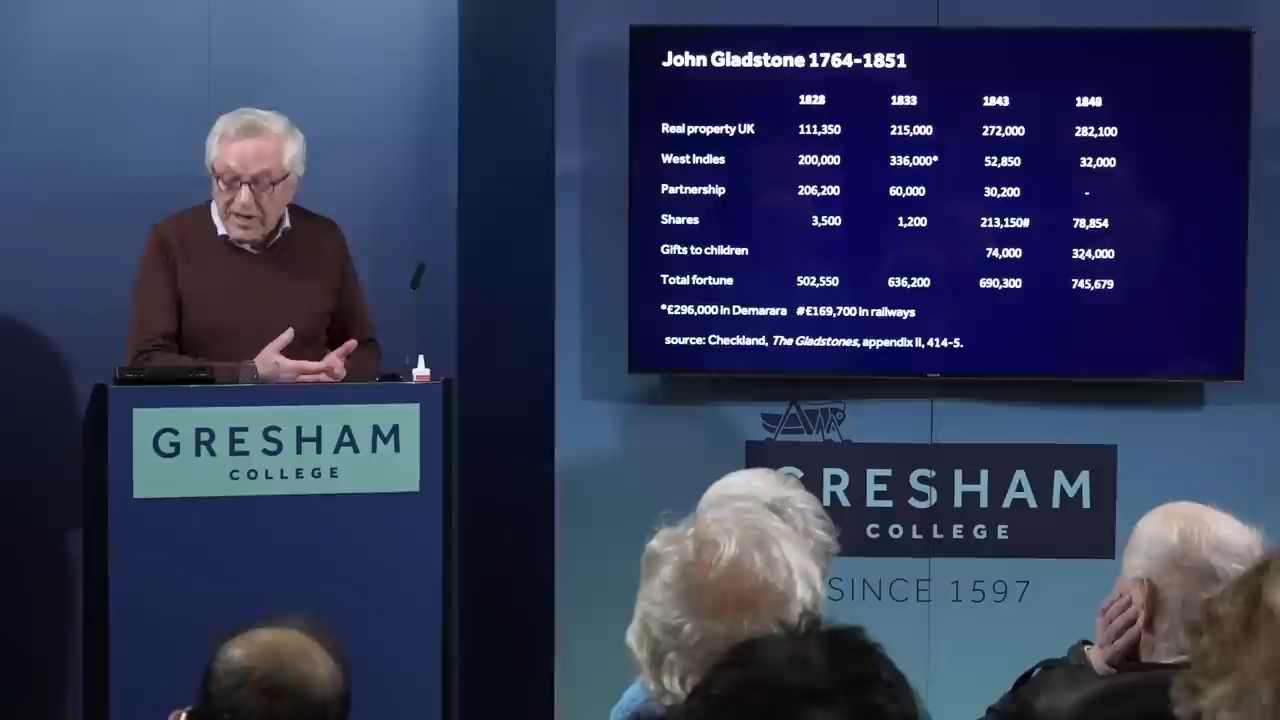 John Gladstone 1764-1851
1828 1833 1843 1848
Real property UK 111,350 215,000 272,000 282,100
West Indies 200,000 336,000* 52,850 32,000
Partnership 206,200 60,000 30,200 -
Shares 3,500 1,200 213,150# 78,854
Gifts to children 74,000 324,000
Total fortune 502,550 636,200 690,300 745,679
*£296,000 in Demarara #£169,700 in railways
source: Checkland, The Gladstones, appendix II, 414-5.
GRESHAM
COLLEGE
GRESHAM
COLLEGE
SINCE 1597